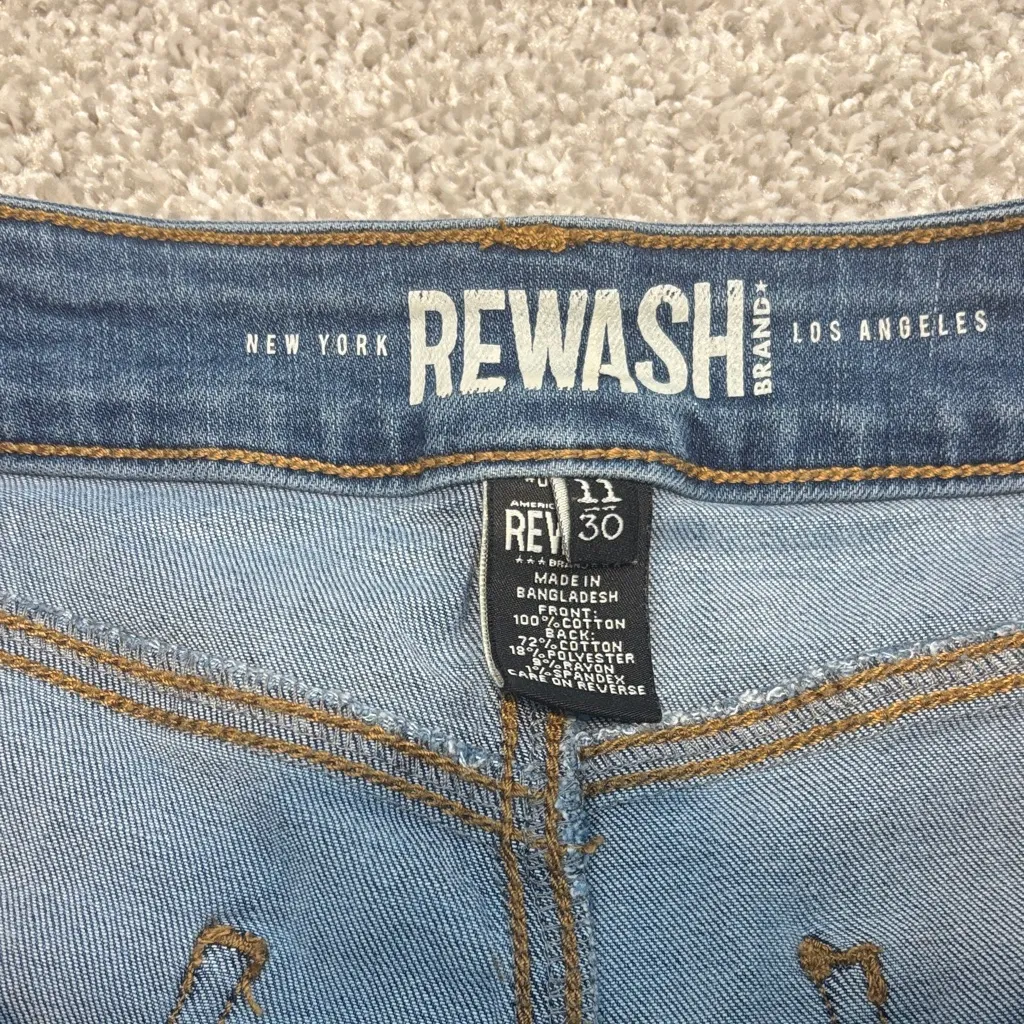 NEW YORK REWASH BRAND★ LOS ANGELES
11
30
REW
MADE IN
BANGLADESH
FRONT:
100%COTTON
BACK:
72%COTTON
18%POLYESTER
9%RAYON
1%SPANDEX
CARE ON REVERSE